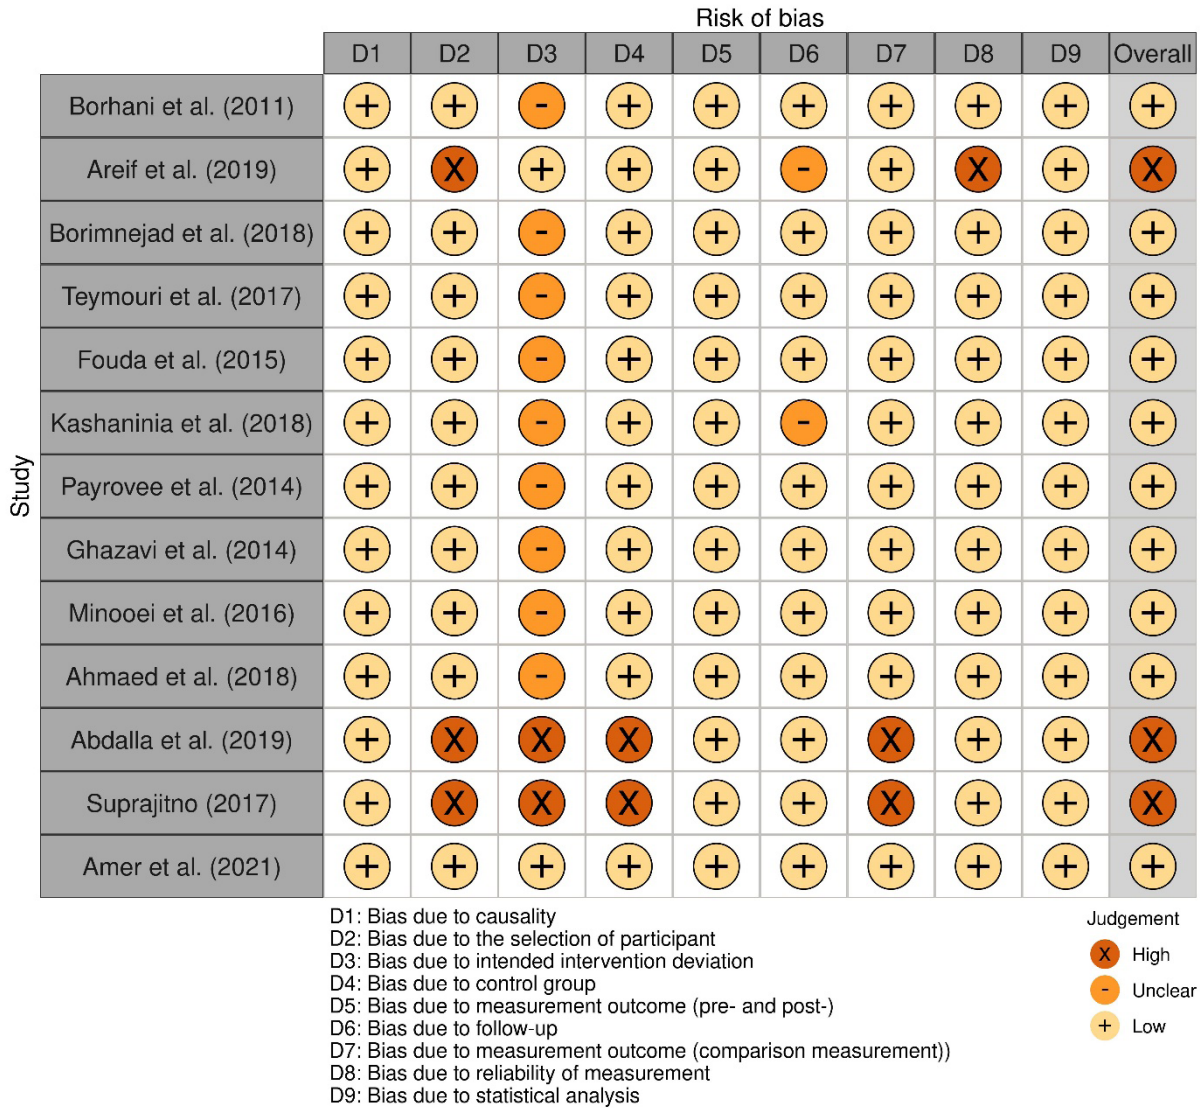 Risk of bias
D1 D2 D3 D4 D5 D6 D7 D8 D9 Overall
Study
Borhani et al. (2011) + + - + + + + + + +
Areif et al. (2019) + X + + + - + X + X
Borimnejad et al. (2018) + + - + + + + + + +
Teymouri et al. (2017) + + - + + + + + + +
Fouda et al. (2015) + + - + + + + + + +
Kashaninia et al. (2018) + + - + + - + + + +
Payrovee et al. (2014) + + - + + + + + + +
Ghazavi et al. (2014) + + - + + + + + + +
Minooei et al. (2016) + + - + + + + + + +
Ahmaed et al. (2018) + + - + + + + + + +
Abdalla et al. (2019) + X X X + + X + + X
Suprajitno (2017) + X X X + + X + + X
Amer et al. (2021) + + + + + + + + + +
D1: Bias due to causality
D2: Bias due to the selection of participant
D3: Bias due to intended intervention deviation
D4: Bias due to control group
D5: Bias due to measurement outcome (pre- and post-)
D6: Bias due to follow-up
D7: Bias due to measurement outcome (comparison measurement))
D8: Bias due to reliability of measurement
D9: Bias due to statistical analysis
Judgement
X High
- Unclear
+ Low